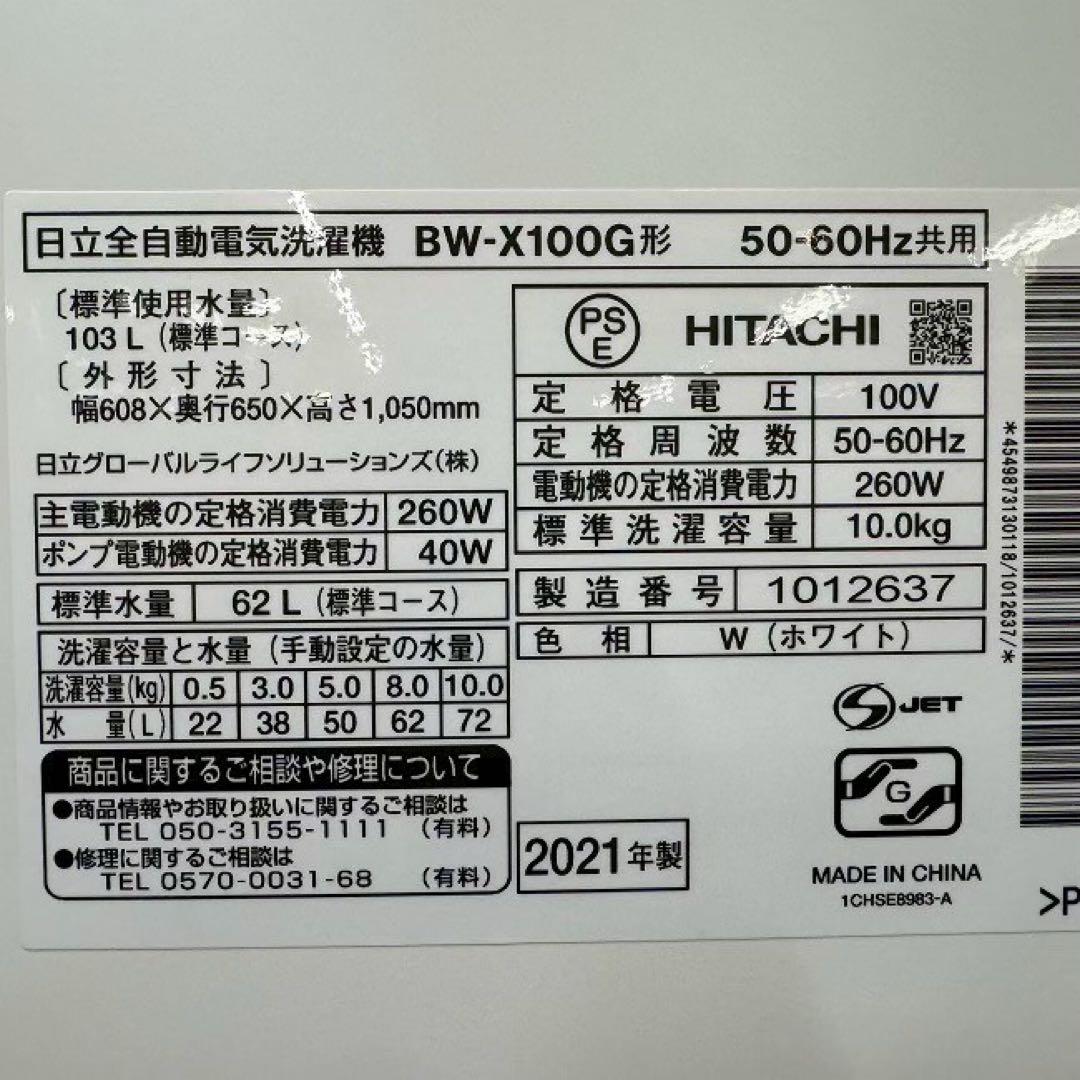 日立全自動電気洗濯機 BW-X100G形 50-60Hz共用
〔標準使用水量〕
103 L (標準コース)
〔外形寸法〕
幅608×奥行650×高さ1,050mm
日立グローバルライフソリューションズ(株)
主電動機の定格消費電力 260W
ポンプ電動機の定格消費電力 40W
標準水量 62 L (標準コース)
洗濯容量と水量 (手動設定の水量)
洗濯容量(kg) 0.5 3.0 5.0 8.0 10.0
水量(L) 22 38 50 62 72
商品に関するご相談や修理について
●商品情報やお取り扱いに関するご相談は
TEL 050-3155-1111 (有料)
●修理に関するご相談は
TEL 0570-0031-68 (有料)
PSE HITACHI
定格電圧 100V
定格周波数 50-60Hz
電動機の定格消費電力 260W
標準洗濯容量 10.0kg
製造番号 1012637
色相 W (ホワイト)
S JET
G
2021年製
MADE IN CHINA
1CHSE8983-A
*4549873130118/1012637/*
>P